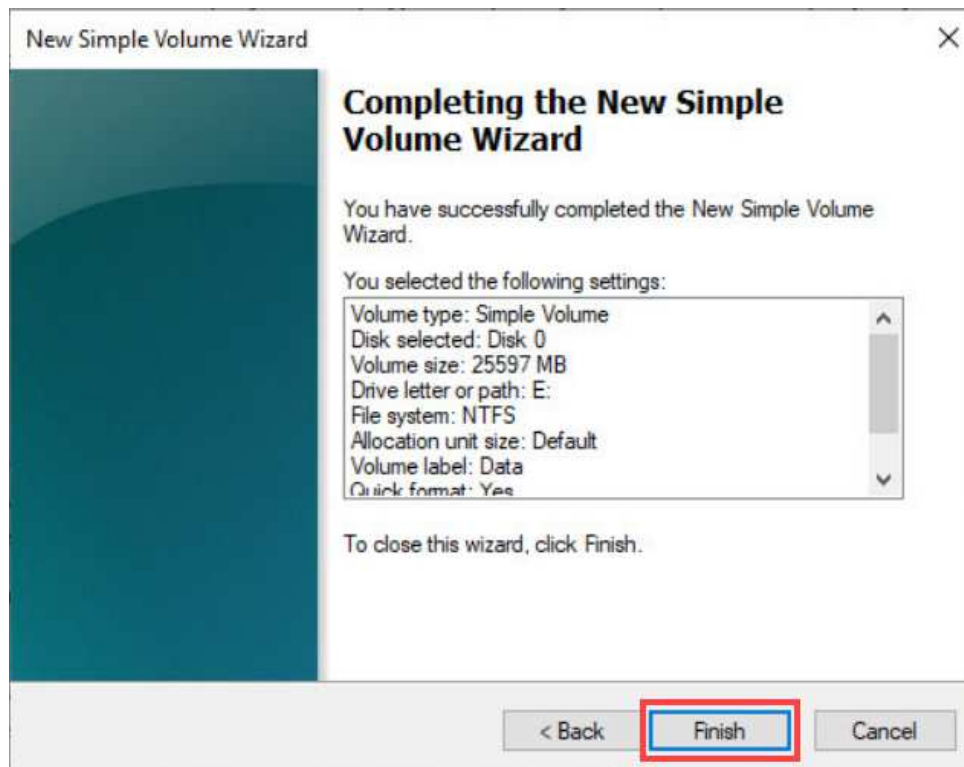 New Simple Volume Wizard
Completing the New Simple
Volume Wizard
You have successfully completed the New Simple Volume
Wizard.
You selected the following settings:
Volume type: Simple Volume
Disk selected: Disk 0
Volume size: 25597 MB
Drive letter or path: E:
File system: NTFS
Allocation unit size: Default
Volume label: Data
Quick format: Yes
To close this wizard, click Finish.
< Back
Finish
Cancel